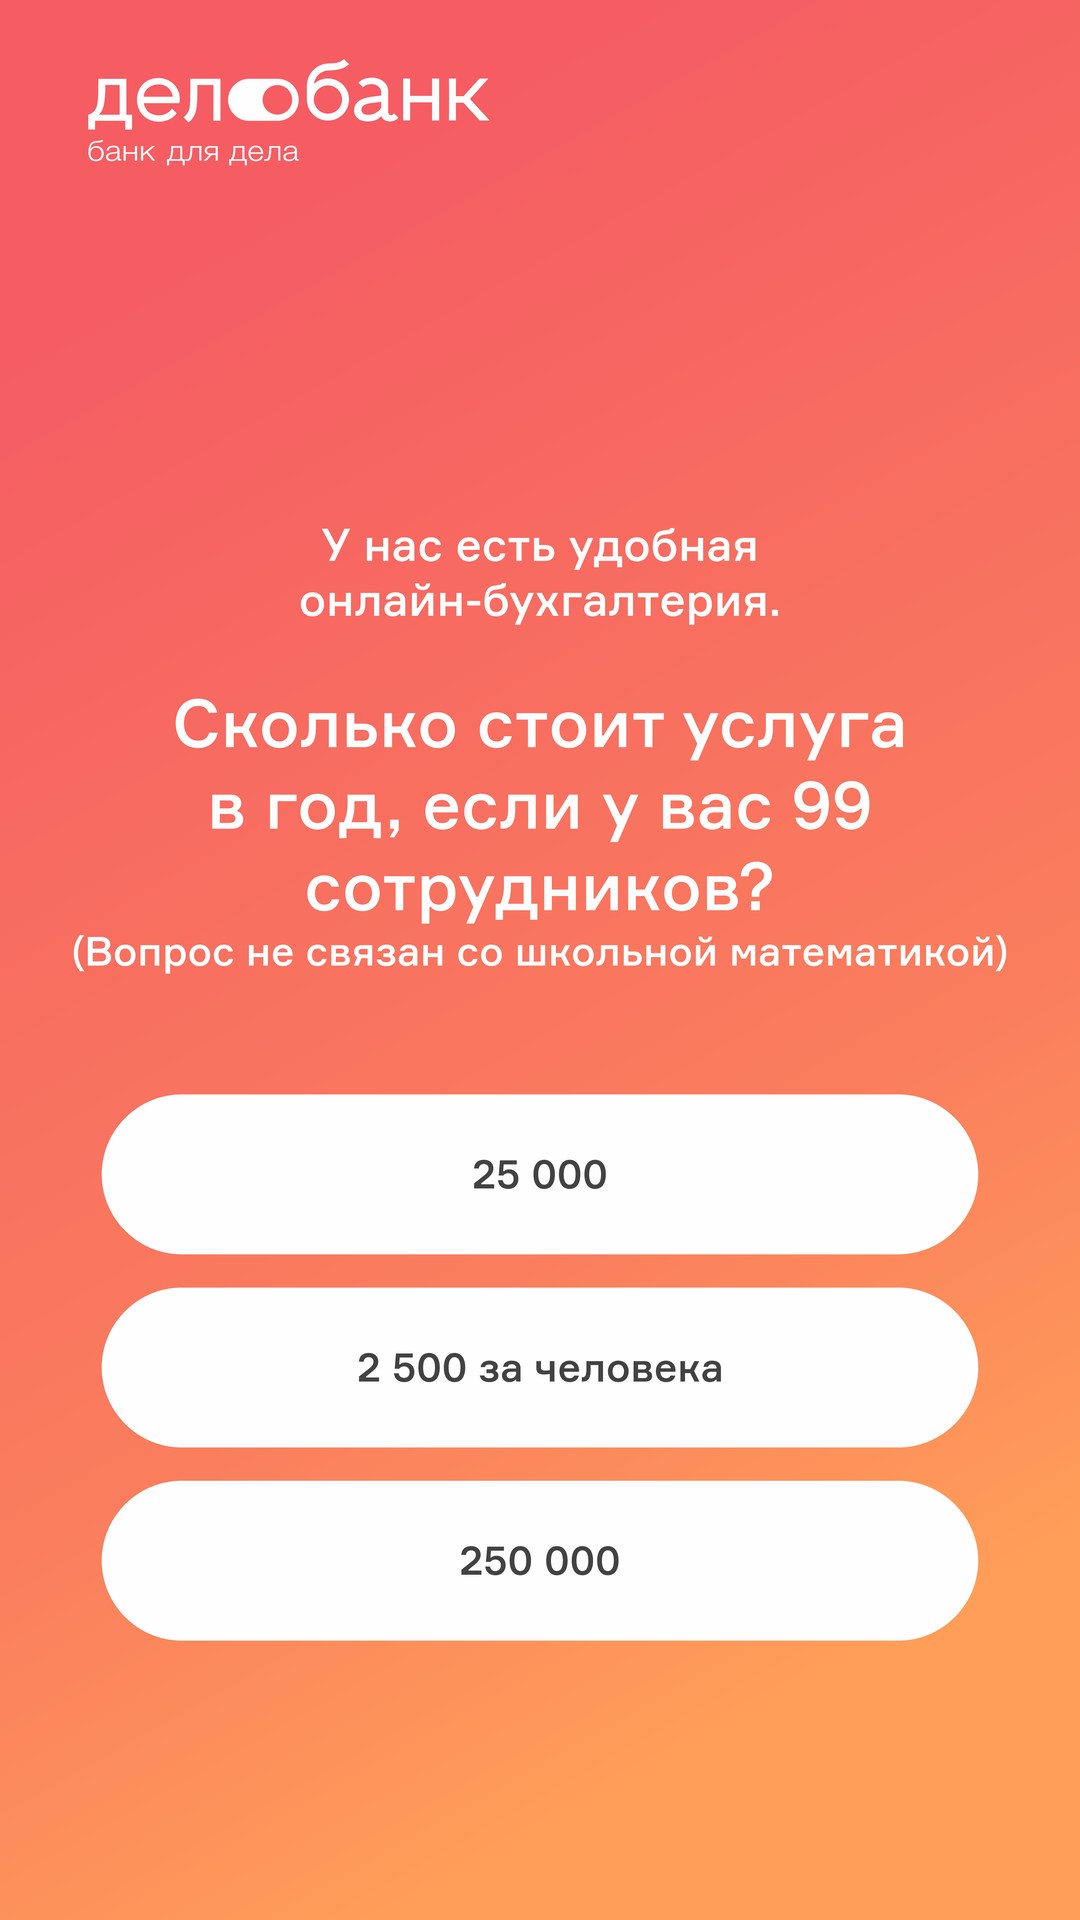 делобанк
банк для дела
У нас есть удобная
онлайн-бухгалтерия.
Сколько стоит услуга
в год, если у вас 99
сотрудников?
(Вопрос не связан со школьной математикой)
25 000
2 500 за человека
250 000